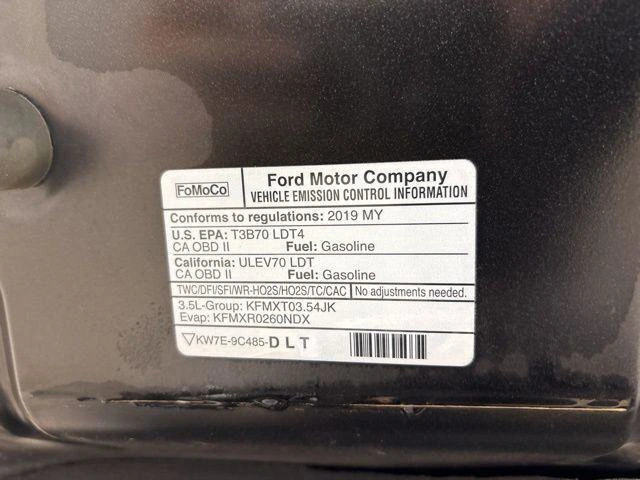 FoMoCo
Ford Motor Company
VEHICLE EMISSION CONTROL INFORMATION
Conforms to regulations: 2019 MY
U.S. EPA: T3B70 LDT4
CA OBD II Fuel: Gasoline
California: ULEV70 LDT
CA OBD II Fuel: Gasoline
TWC/DFI/SFI/WR-HO2S/HO2S/TC/CAC No adjustments needed.
3.5L-Group: KFMXT03.54JK
Evap: KFMXR0260NDX
KW7E-9C485-D L T